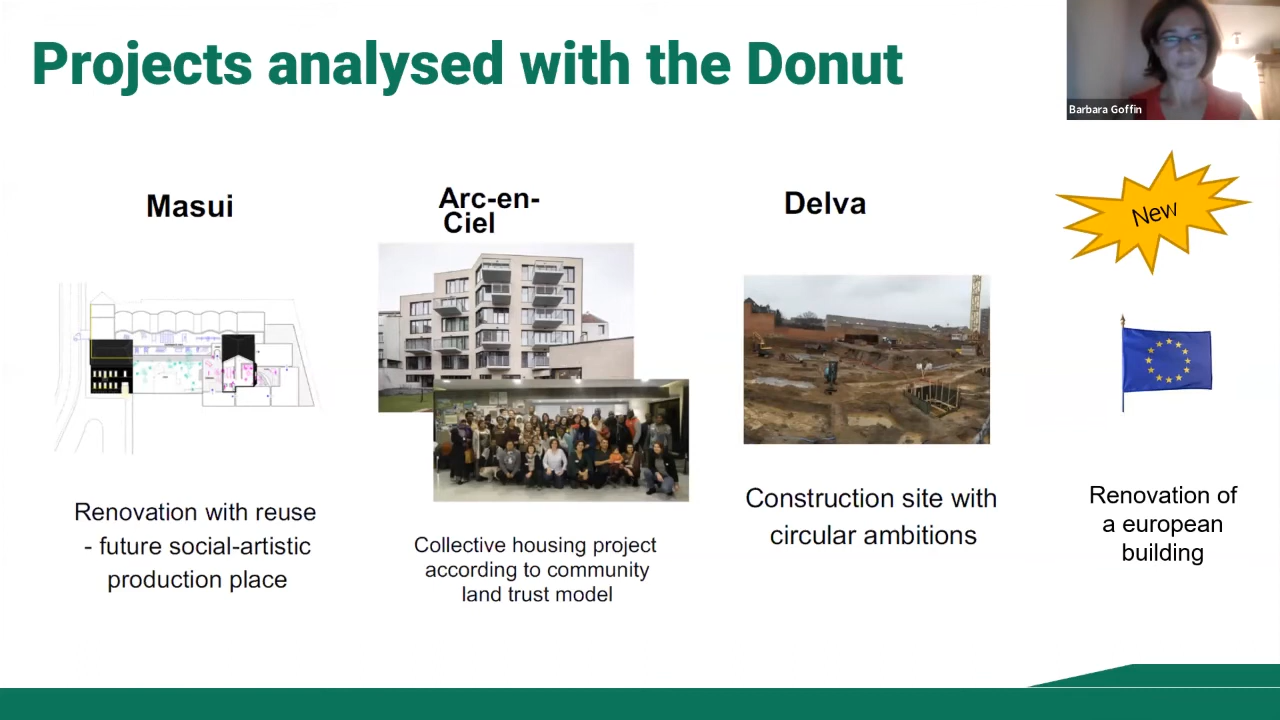 Projects analysed with the Donut
Barbara Goffin
Masui
Arc-en-
Ciel
Delva
New
Renovation with reuse
- future social-artistic
production place
Collective housing project
according to community
land trust model
Construction site with
circular ambitions
Renovation of
a european
building